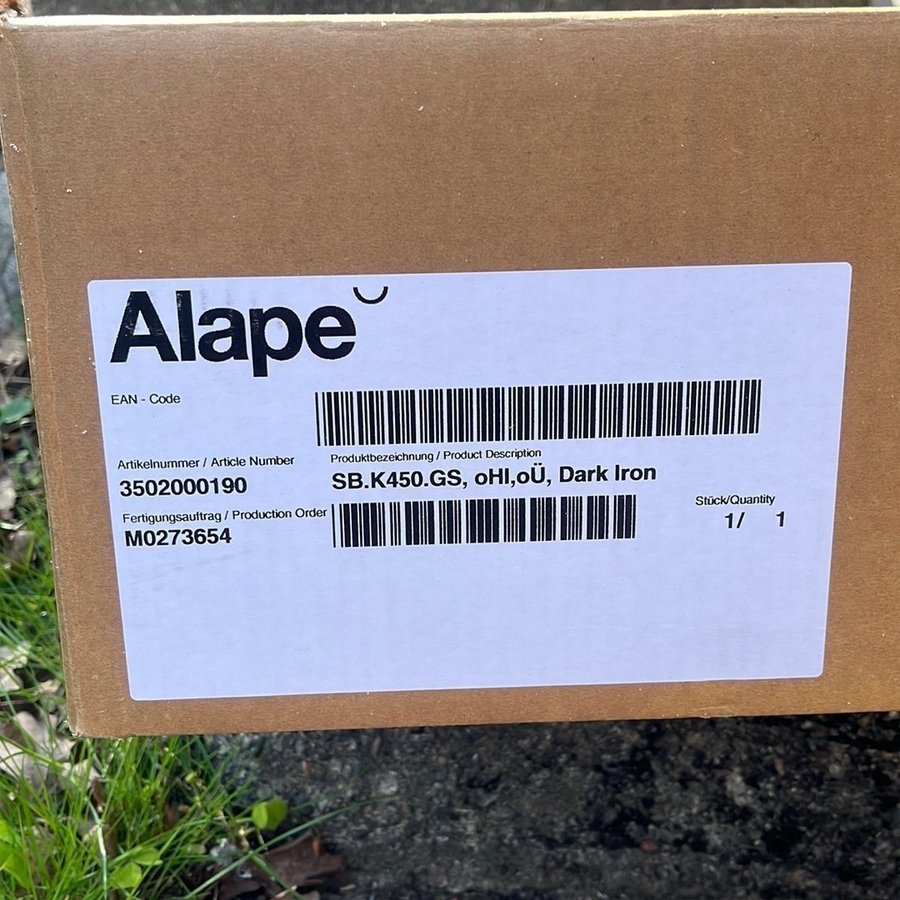 Alape
EAN - Code
Artikelnummer / Article Number
Produktbezeichnung / Product Description
3502000190
SB.K450.GS, oHl,oÜ, Dark Iron
Fertigungsauftrag / Production Order
Stück/Quantity
M0273654
1/ 1